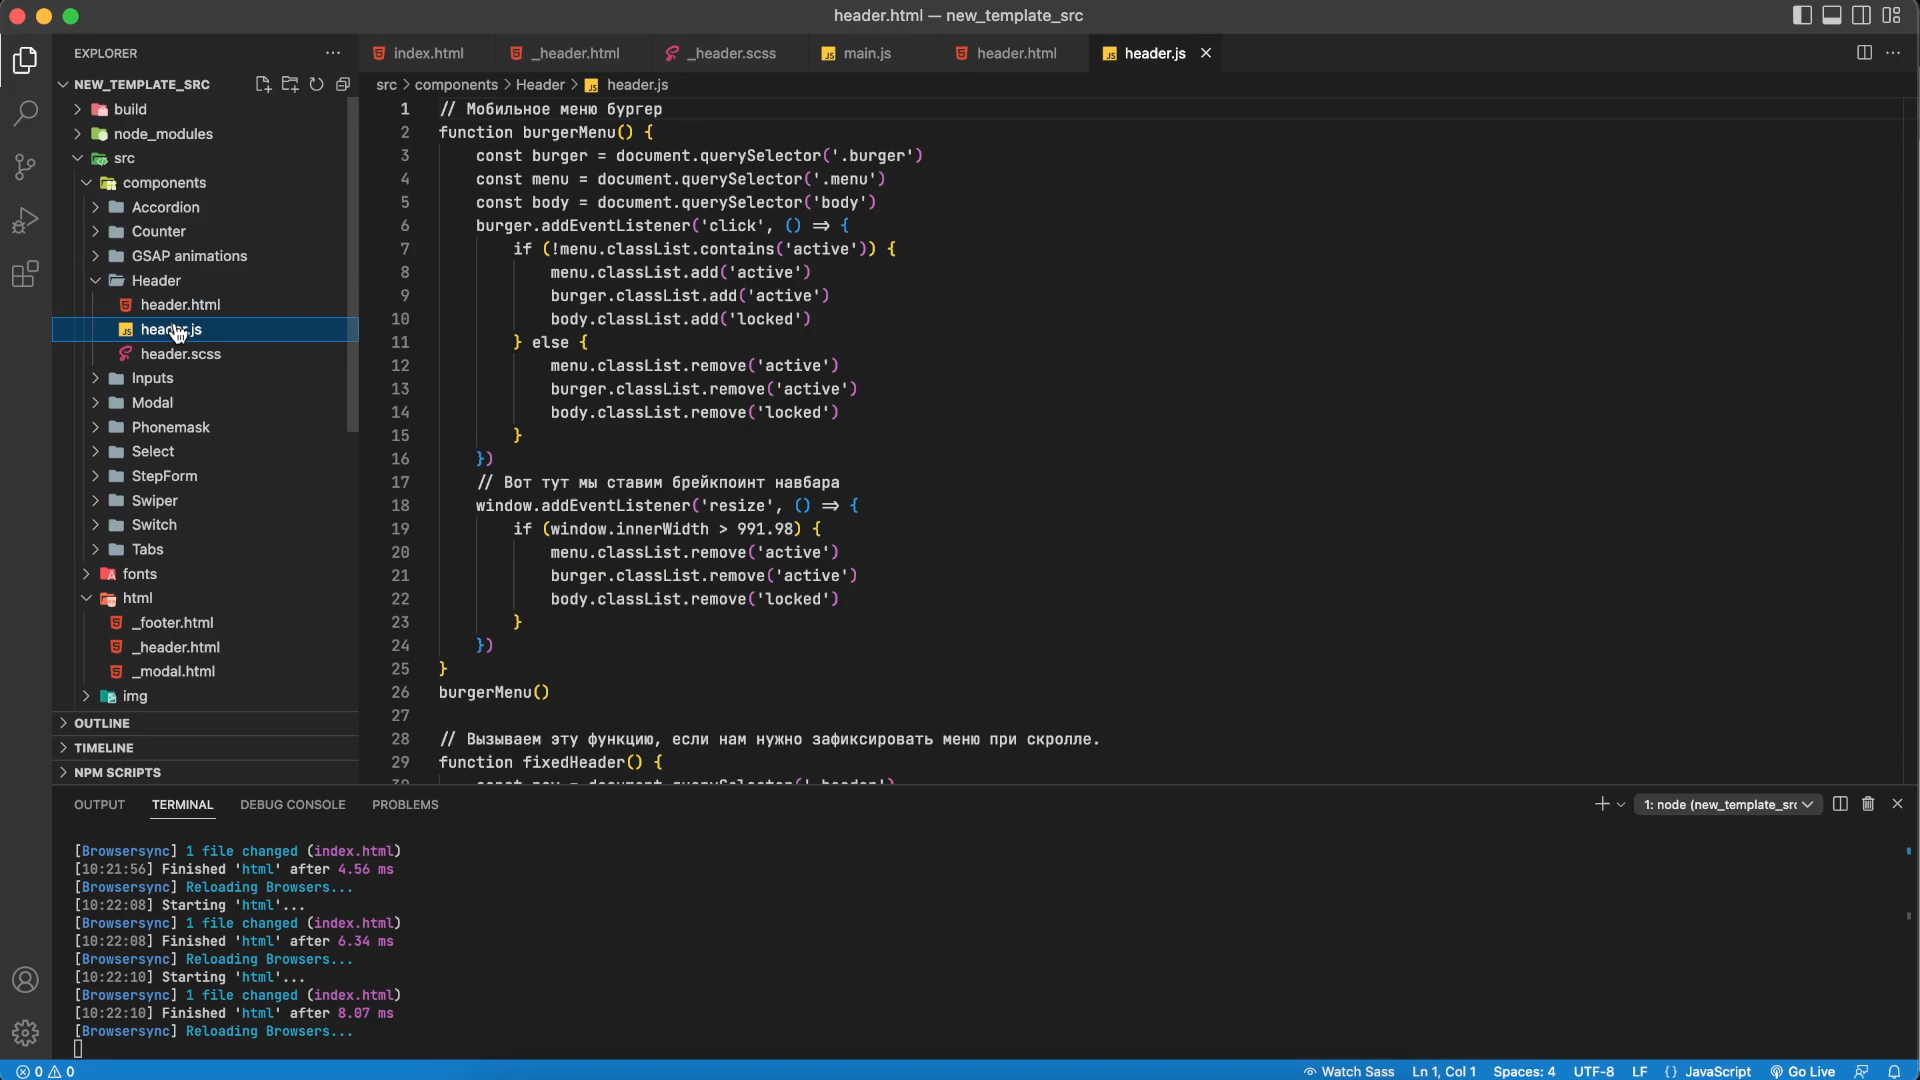 header.html — new_template_src
EXPLORER
NEW_TEMPLATE_SRC
build
node_modules
src
components
Accordion
Counter
GSAP animations
Header
header.html
header.js
header.scss
Inputs
Modal
Phonemask
Select
StepForm
Swiper
Switch
Tabs
fonts
html
_footer.html
_header.html
_modal.html
img
OUTLINE
TIMELINE
NPM SCRIPTS
index.html
_header.html
_header.scss
main.js
header.html
header.js
src > components > Header > header.js
1 // Мобильное меню бургер
2 function burgerMenu() {
3 const burger = document.querySelector('.burger')
4 const menu = document.querySelector('.menu')
5 const body = document.querySelector('body')
6 burger.addEventListener('click', () => {
7 if (!menu.classList.contains('active')) {
8 menu.classList.add('active')
9 burger.classList.add('active')
10 body.classList.add('locked')
11 } else {
12 menu.classList.remove('active')
13 burger.classList.remove('active')
14 body.classList.remove('locked')
15 }
16 })
17 // Вот тут мы ставим брейкпоинт навбара
18 window.addEventListener('resize', () => {
19 if (window.innerWidth > 991.98) {
20 menu.classList.remove('active')
21 burger.classList.remove('active')
22 body.classList.remove('locked')
23 }
24 })
25 }
26 burgerMenu()
27
28 // Вызываем эту функцию, если нам нужно зафиксировать меню при скролле.
29 function fixedHeader() {
30 const nav = document.querySelector('.header')
OUTPUT TERMINAL DEBUG CONSOLE PROBLEMS
1: node (new_template_src
[Browsersync] 1 file changed (index.html)
[10:21:56] Finished 'html' after 4.56 ms
[Browsersync] Reloading Browsers...
[10:22:08] Starting 'html'...
[Browsersync] 1 file changed (index.html)
[10:22:08] Finished 'html' after 6.34 ms
[Browsersync] Reloading Browsers...
[10:22:10] Starting 'html'...
[Browsersync] 1 file changed (index.html)
[10:22:10] Finished 'html' after 8.07 ms
[Browsersync] Reloading Browsers...
0 0 Watch Sass Ln 1, Col 1 Spaces: 4 UTF-8 LF {} JavaScript Go Live